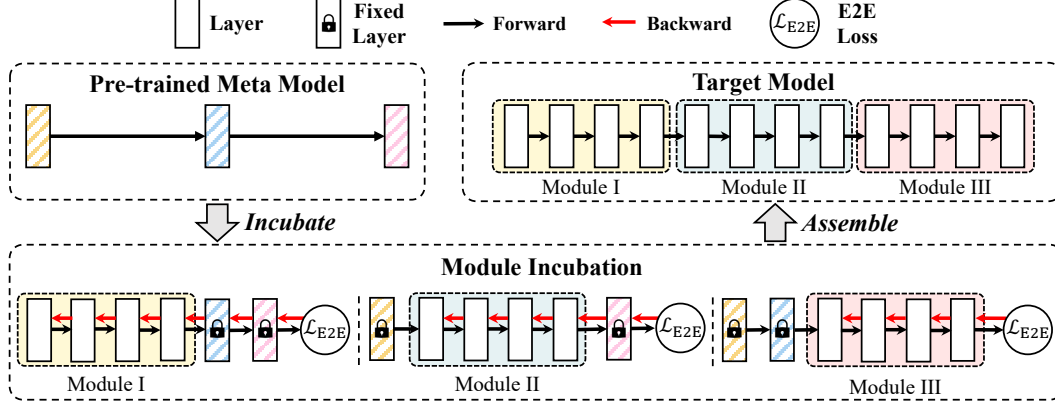 Layer
Fixed Layer
Forward
Backward
ℒE2E
E2E Loss
Pre-trained Meta Model
Target Model
Module I
Module II
Module III
Incubate
Assemble
Module Incubation
ℒE2E
ℒE2E
ℒE2E
Module I
Module II
Module III